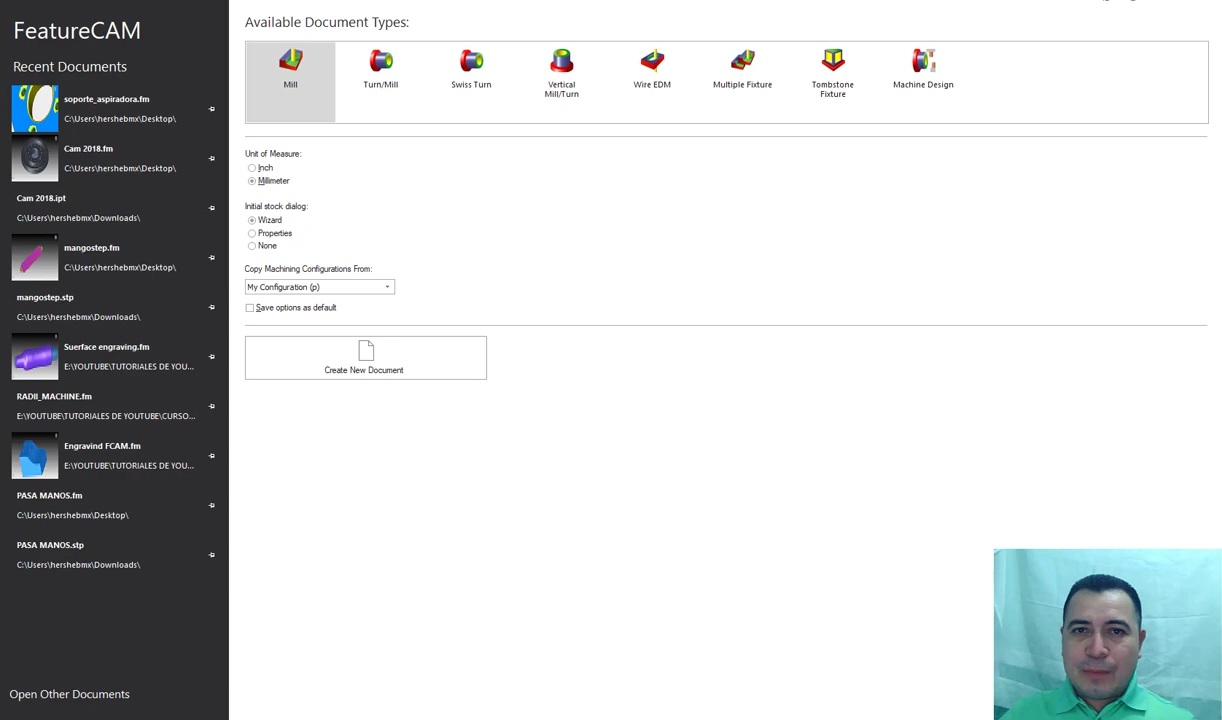 FeatureCAM
Recent Documents
soporte_aspiradora.fm
C:\Users\hershebmx\Desktop\
Cam 2018.fm
C:\Users\hershebmx\Desktop\
Cam 2018.ipt
C:\Users\hershebmx\Downloads\
mangostep.fm
C:\Users\hershebmx\Desktop\
mangostep.stp
C:\Users\hershebmx\Downloads\
Suerface engraving.fm
E:\YOUTUBE\TUTORIALES DE YOU...
RADII_MACHINE.fm
E:\YOUTUBE\TUTORIALES DE YOUTUBE\CURSO...
Engravind FCAM.fm
E:\YOUTUBE\TUTORIALES DE YOU...
PASA MANOS.fm
C:\Users\hershebmx\Desktop\
PASA MANOS.stp
C:\Users\hershebmx\Downloads\
Open Other Documents
Available Document Types:
Mill
Turn/Mill
Swiss Turn
Vertical
Mill/Turn
Wire EDM
Multiple Fixture
Tombstone
Fixture
Machine Design
Unit of Measure:
Inch
Millimeter
Initial stock dialog:
Wizard
Properties
None
Copy Machining Configurations From:
My Configuration (p)
Save options as default
Create New Document